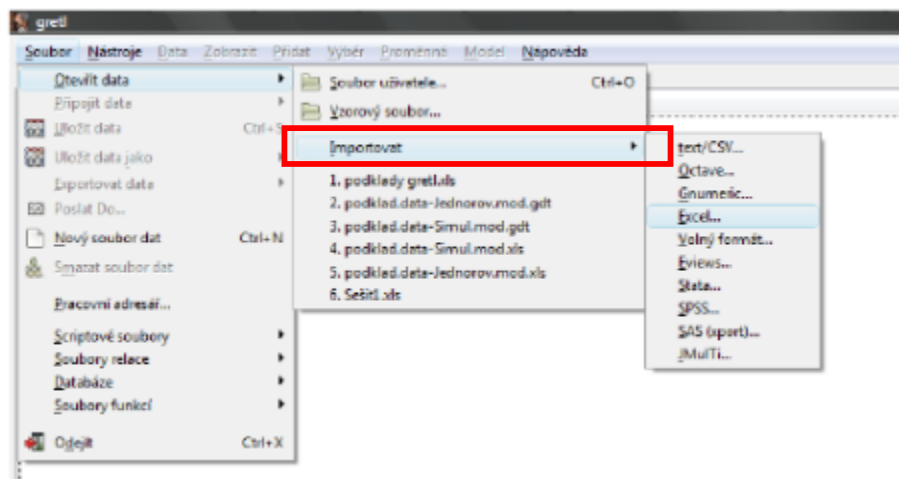 gretl
Soubor Nástroje Data Zobrazit Přidat Výběr Proměnná Model Nápověda
Otevřít data
Připojit data
Uložit data Ctrl+S
Uložit data jako
Exportovat data
Poslat Do...
Nový soubor dat Ctrl+N
Smazat soubor dat
Pracovní adresář...
Scriptové soubory
Soubory relace
Databáze
Soubory funkcí
Odejít Ctrl+X
Soubor uživatele... Ctrl+O
Vzorový soubor...
Importovat
1. podklady gretl.xls
2. podklad.data-Jednorov.mod.gdt
3. podklad.data-Simul.mod.gdt
4. podklad.data-Simul.mod.xls
5. podklad.data-Jednorov.mod.xls
6. Sešit1.xls
text/CSV...
Octave...
Gnumeric...
Excel...
Volný formát...
Eviews...
Stata...
SPSS...
SAS (xport)...
JMulTi...